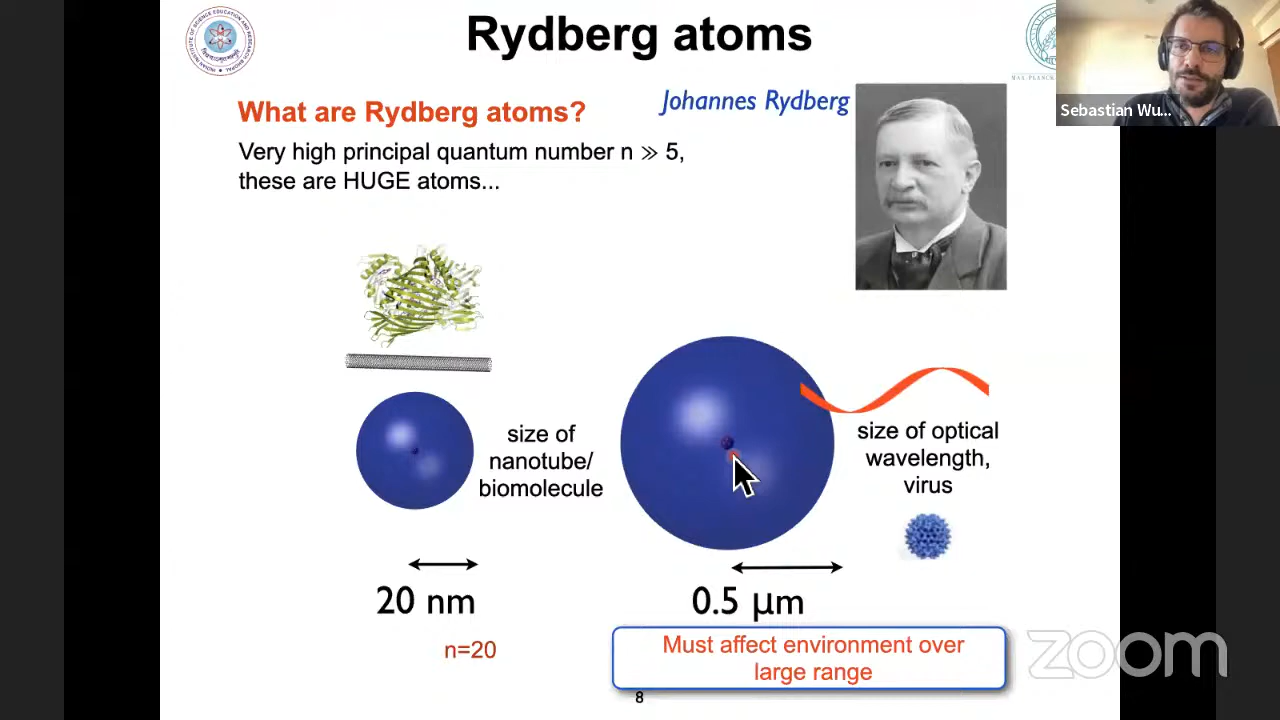 Rydberg atoms
What are Rydberg atoms?
Johannes Rydberg
Very high principal quantum number n ≫ 5,
these are HUGE atoms...
Sebastian Wu...
size of
nanotube/
biomolecule
size of optical
wavelength,
virus
20 nm
0.5 μm
n=20
Must affect environment over
large range
8
zoom